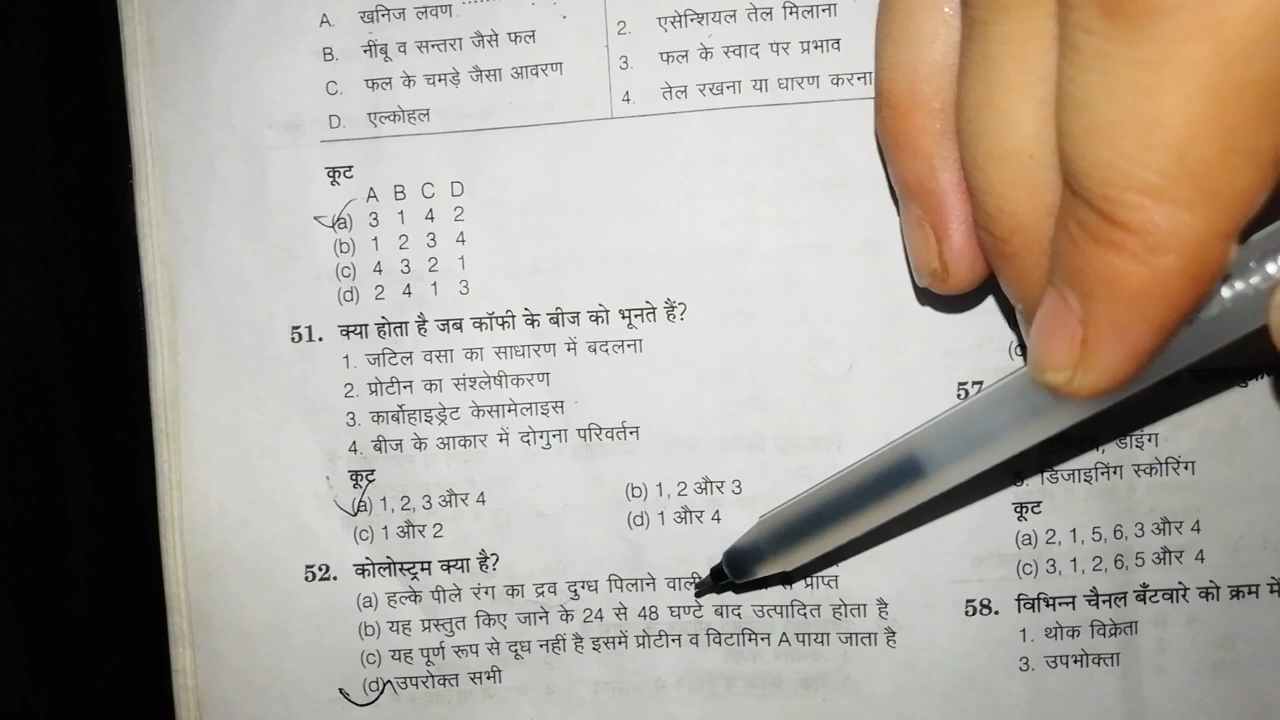 A. खनिज लवण
B. नींबू व सन्तरा जैसे फल
C. फल के चमड़े जैसा आवरण
D. एल्कोहल
2. एसेन्शियल तेल मिलाना
3. फल के स्वाद पर प्रभाव
4. तेल रखना या धारण करना
कूट
A B C D
(a) 3 1 4 2
(b) 1 2 3 4
(c) 4 3 2 1
(d) 2 4 1 3
51. क्या होता है जब कॉफी के बीज को भूनते हैं?
1. जटिल वसा का साधारण में बदलना
2. प्रोटीन का संश्लेषीकरण
3. कार्बोहाइड्रेट केसामेलाइस
4. बीज के आकार में दोगुना परिवर्तन
कूट
(a) 1, 2, 3 और 4 (b) 1, 2 और 3
(c) 1 और 2 (d) 1 और 4
52. कोलोस्ट्रम क्या है?
(a) हल्के पीले रंग का द्रव दुग्ध पिलाने वाली से प्राप्त
(b) यह प्रस्तुत किए जाने के 24 से 48 घण्टे बाद उत्पादित होता है
(c) यह पूर्ण रूप से दूध नहीं है इसमें प्रोटीन व विटामिन A पाया जाता है
(d) उपरोक्त सभी
57
डाइंग
डिजाइनिंग स्कोरिंग
कूट
(a) 2, 1, 5, 6, 3 और 4
(c) 3, 1, 2, 6, 5 और 4
58. विभिन्न चैनल बँटवारे को क्रम में
1. थोक विक्रेता
3. उपभोक्ता